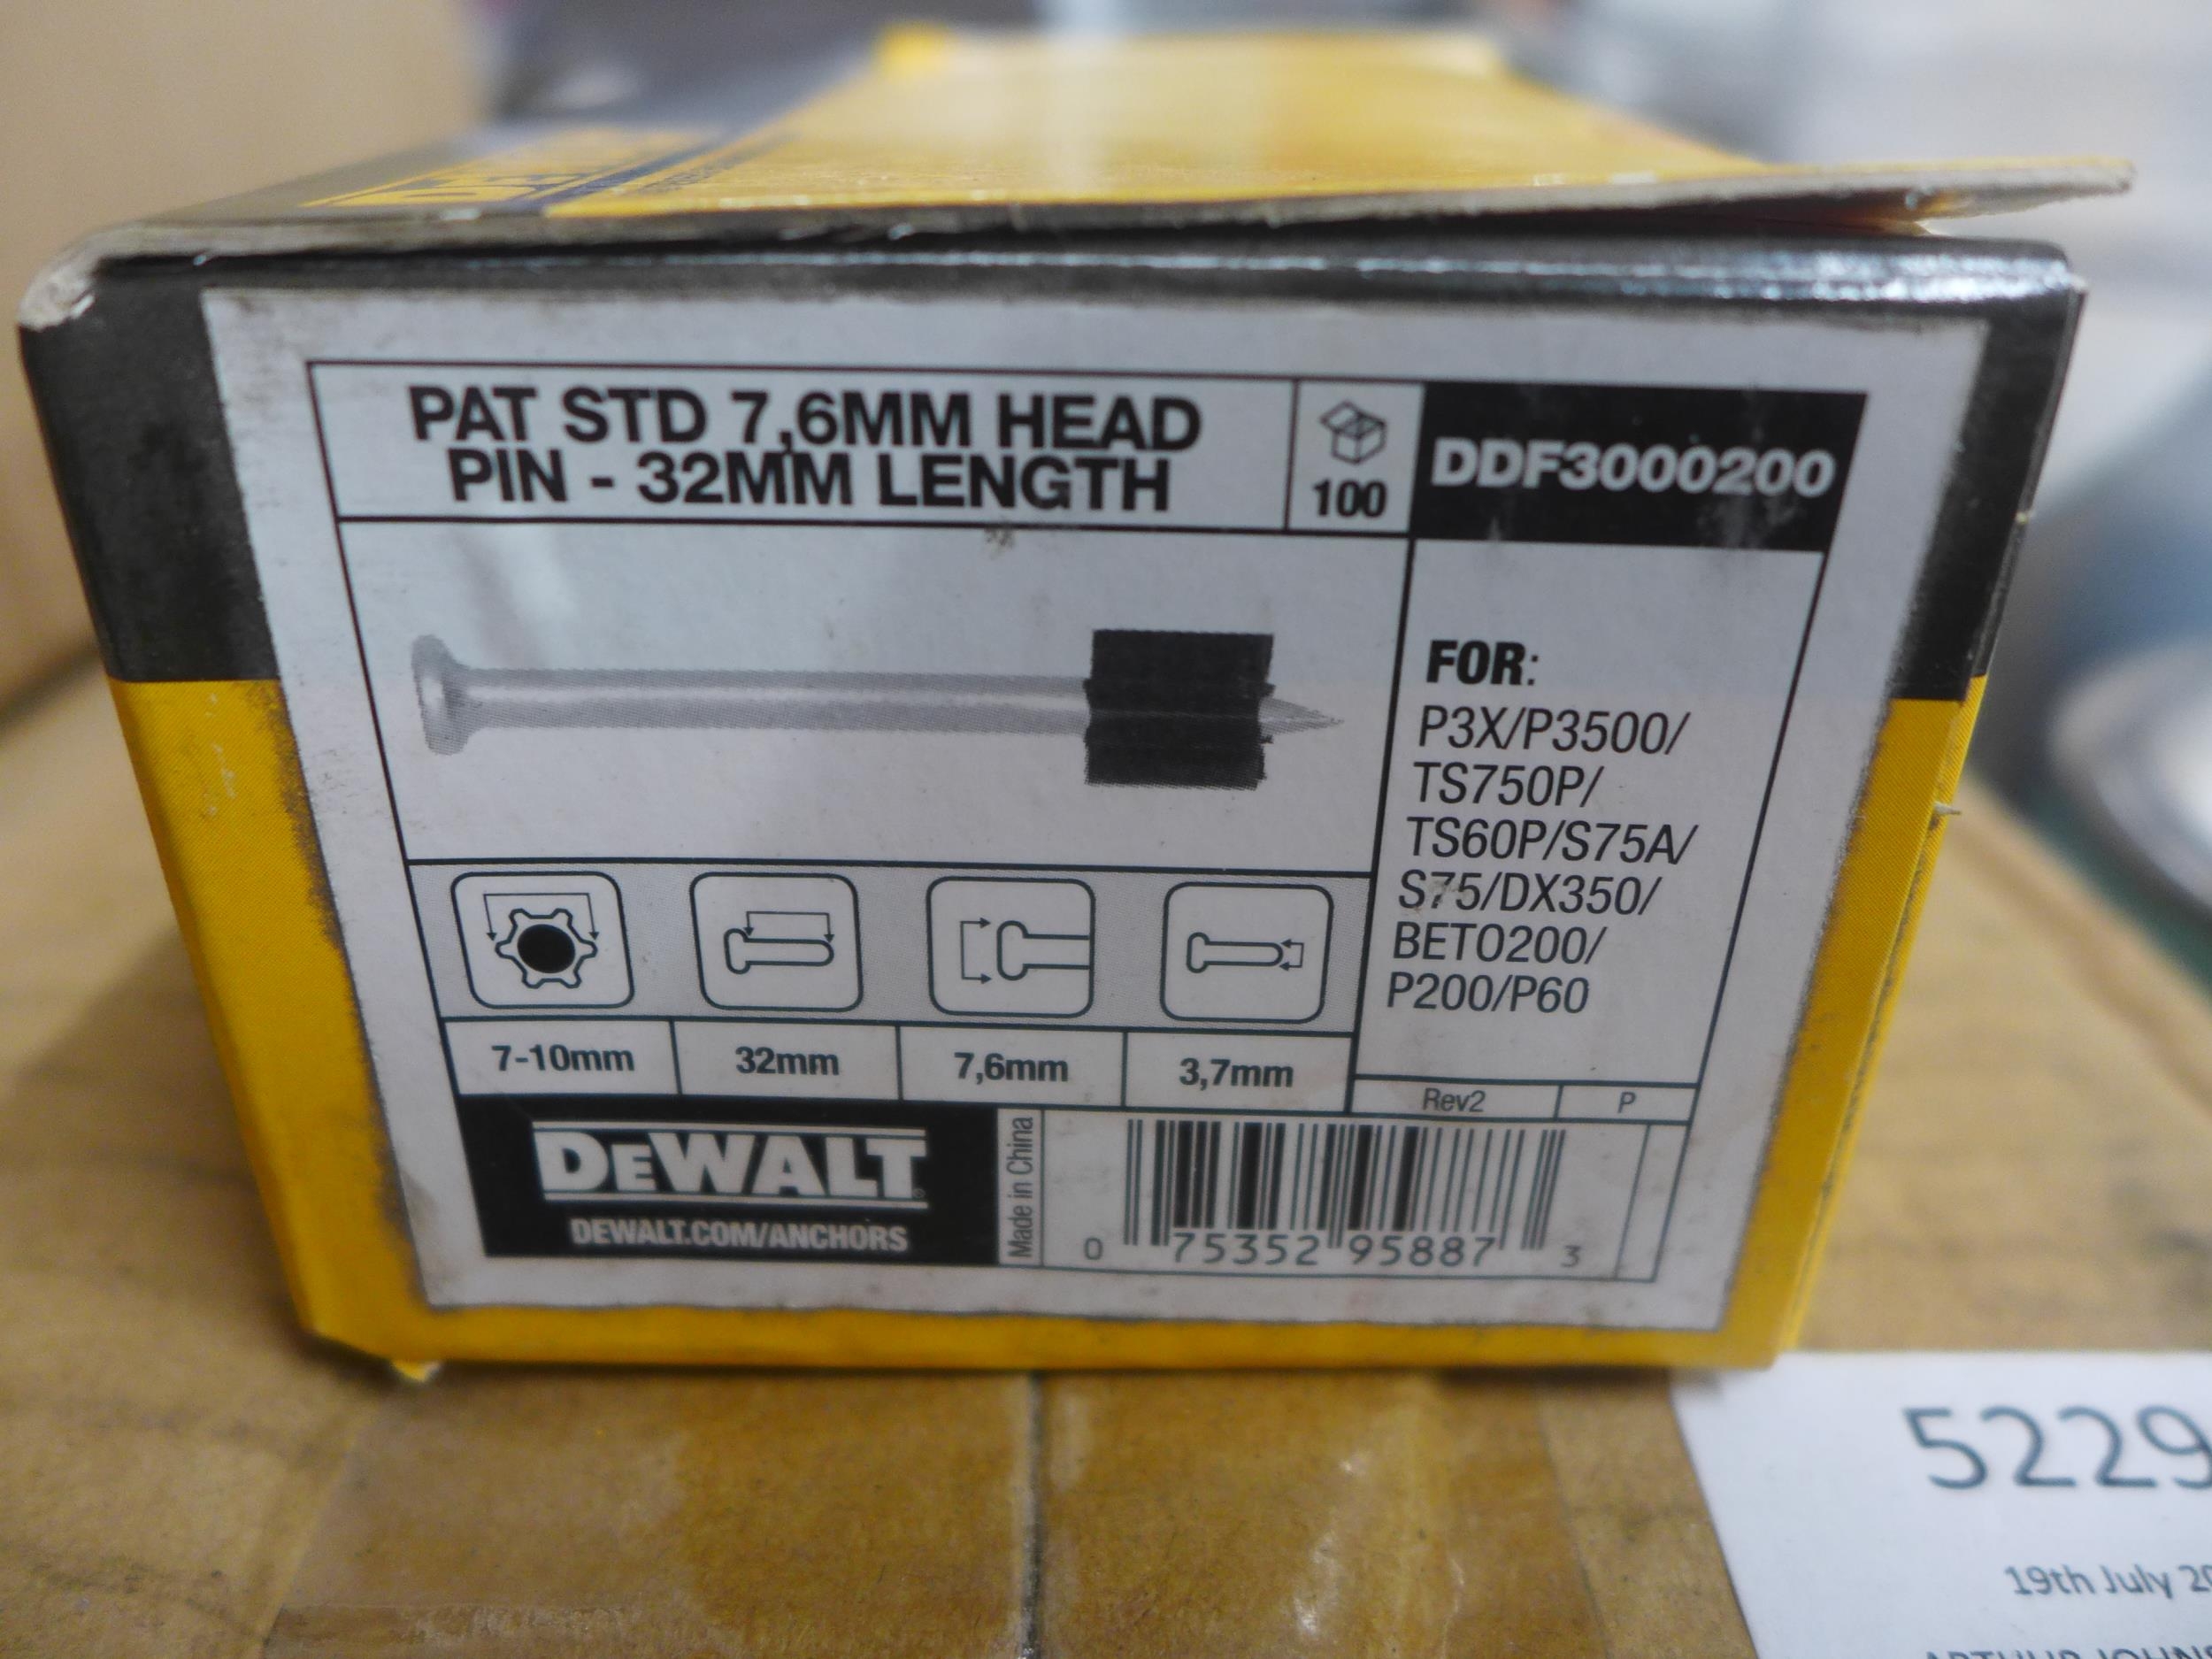 PAT STD 7,6MM HEAD
PIN - 32MM LENGTH
100
DDF3000200
FOR:
P3X/P3500/
TS750P/
TS60P/S75A/
S75/DX350/
BETO200/
P200/P60
7-10mm
32mm
7,6mm
3,7mm
Rev2
P
DEWALT
DEWALT.COM/ANCHORS
Made in China
0 75352 95887 3
5229
19th July